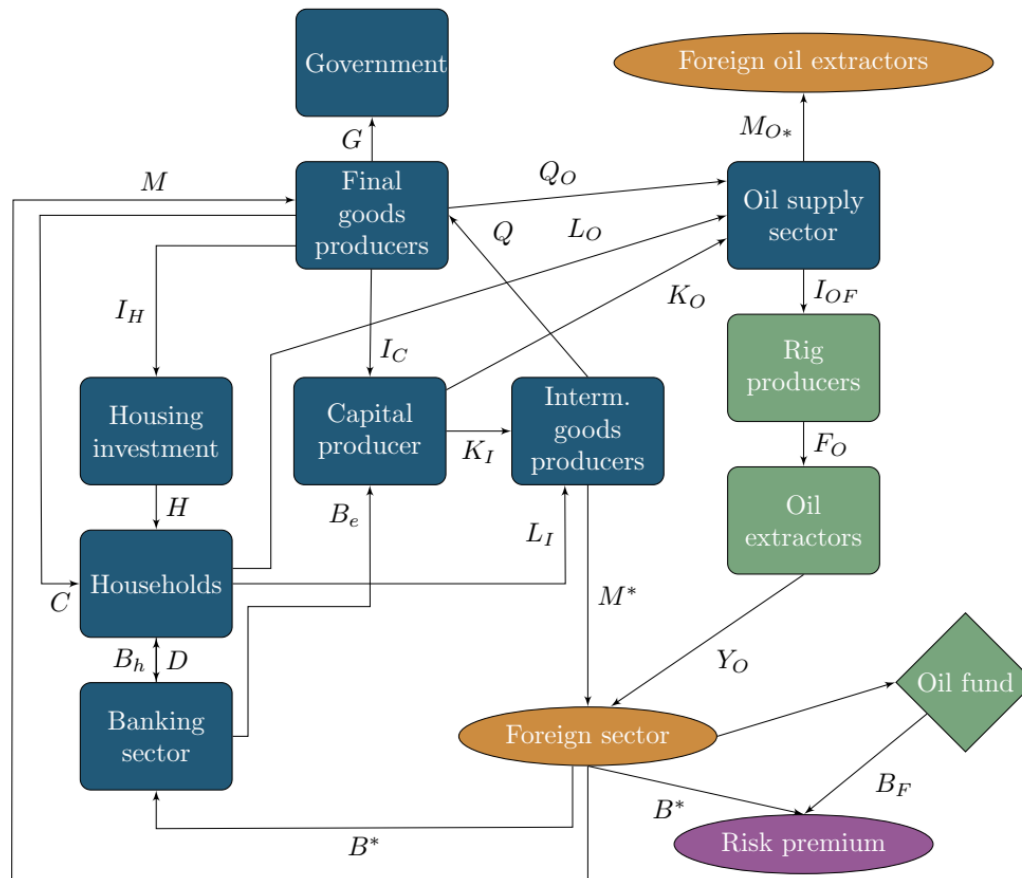 Government
Foreign oil extractors
G
M_{O*}
M
Final
goods
producers
Q_O
Q
L_O
Oil supply
sector
I_H
I_C
K_O
I_{OF}
Rig
producers
Housing
investment
Capital
producer
K_I
Interm.
goods
producers
F_O
H
B_e
L_I
Oil
extractors
Households
C
M*
B_h
D
Y_O
Oil fund
Banking
sector
Foreign sector
B*
B*
B_F
Risk premium